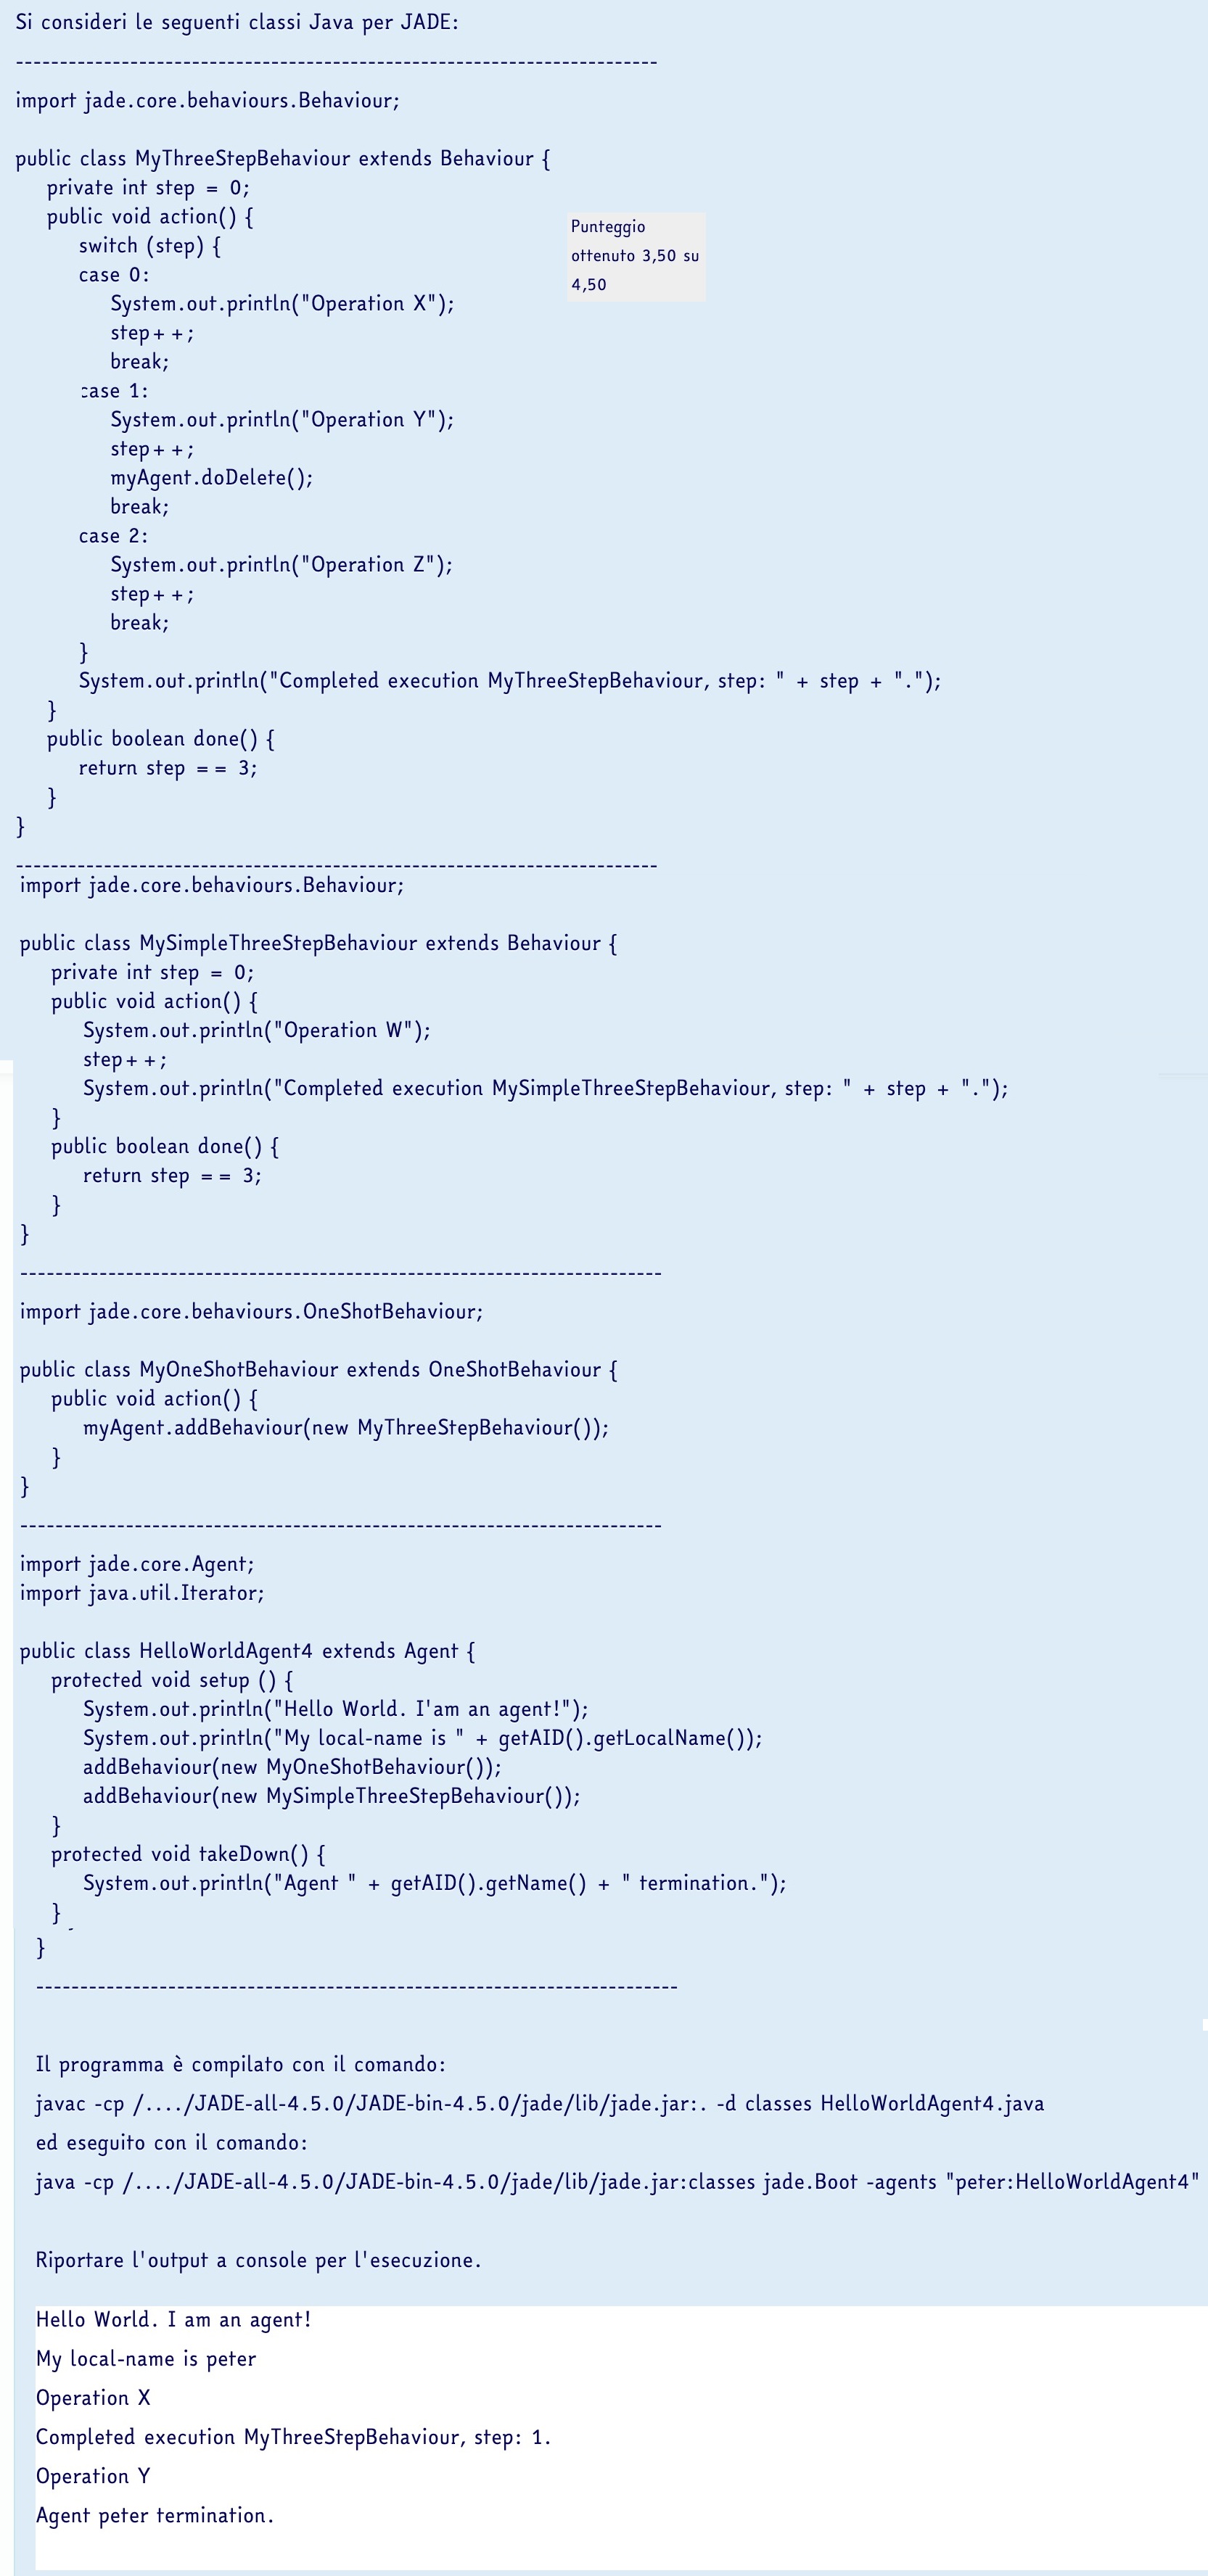 Si consideri le seguenti classi Java per JADE:
-------------------------------------------------------------------------
import jade.core.behaviours.Behaviour;
public class MyThreeStepBehaviour extends Behaviour {
private int step = 0;
public void action() {
switch (step) {
case 0:
System.out.println("Operation X");
step++;
break;
case 1:
System.out.println("Operation Y");
step++;
myAgent.doDelete();
break;
case 2:
System.out.println("Operation Z");
step++;
break;
}
System.out.println("Completed execution MyThreeStepBehaviour, step: " + step + ".");
}
public boolean done() {
return step == 3;
}
}
Punteggio
ottenuto 3,50 su
4,50
-------------------------------------------------------------------------
import jade.core.behaviours.Behaviour;
public class MySimpleThreeStepBehaviour extends Behaviour {
private int step = 0;
public void action() {
System.out.println("Operation W");
step++;
System.out.println("Completed execution MySimpleThreeStepBehaviour, step: " + step + ".");
}
public boolean done() {
return step == 3;
}
}
-------------------------------------------------------------------------
import jade.core.behaviours.OneShotBehaviour;
public class MyOneShotBehaviour extends OneShotBehaviour {
public void action() {
myAgent.addBehaviour(new MyThreeStepBehaviour());
}
}
-------------------------------------------------------------------------
import jade.core.Agent;
import java.util.Iterator;
public class HelloWorldAgent4 extends Agent {
protected void setup () {
System.out.println("Hello World. I'am an agent!");
System.out.println("My local-name is " + getAID().getLocalName());
addBehaviour(new MyOneShotBehaviour());
addBehaviour(new MySimpleThreeStepBehaviour());
}
protected void takeDown() {
System.out.println("Agent " + getAID().getName() + " termination.");
}
}
-------------------------------------------------------------------------
Il programma è compilato con il comando:
javac -cp /..../JADE-all-4.5.0/JADE-bin-4.5.0/jade/lib/jade.jar:. -d classes HelloWorldAgent4.java
ed eseguito con il comando:
java -cp /..../JADE-all-4.5.0/JADE-bin-4.5.0/jade/lib/jade.jar:classes jade.Boot -agents "peter:HelloWorldAgent4"
Riportare l'output a console per l'esecuzione.
Hello World. I am an agent!
My local-name is peter
Operation X
Completed execution MyThreeStepBehaviour, step: 1.
Operation Y
Agent peter termination.